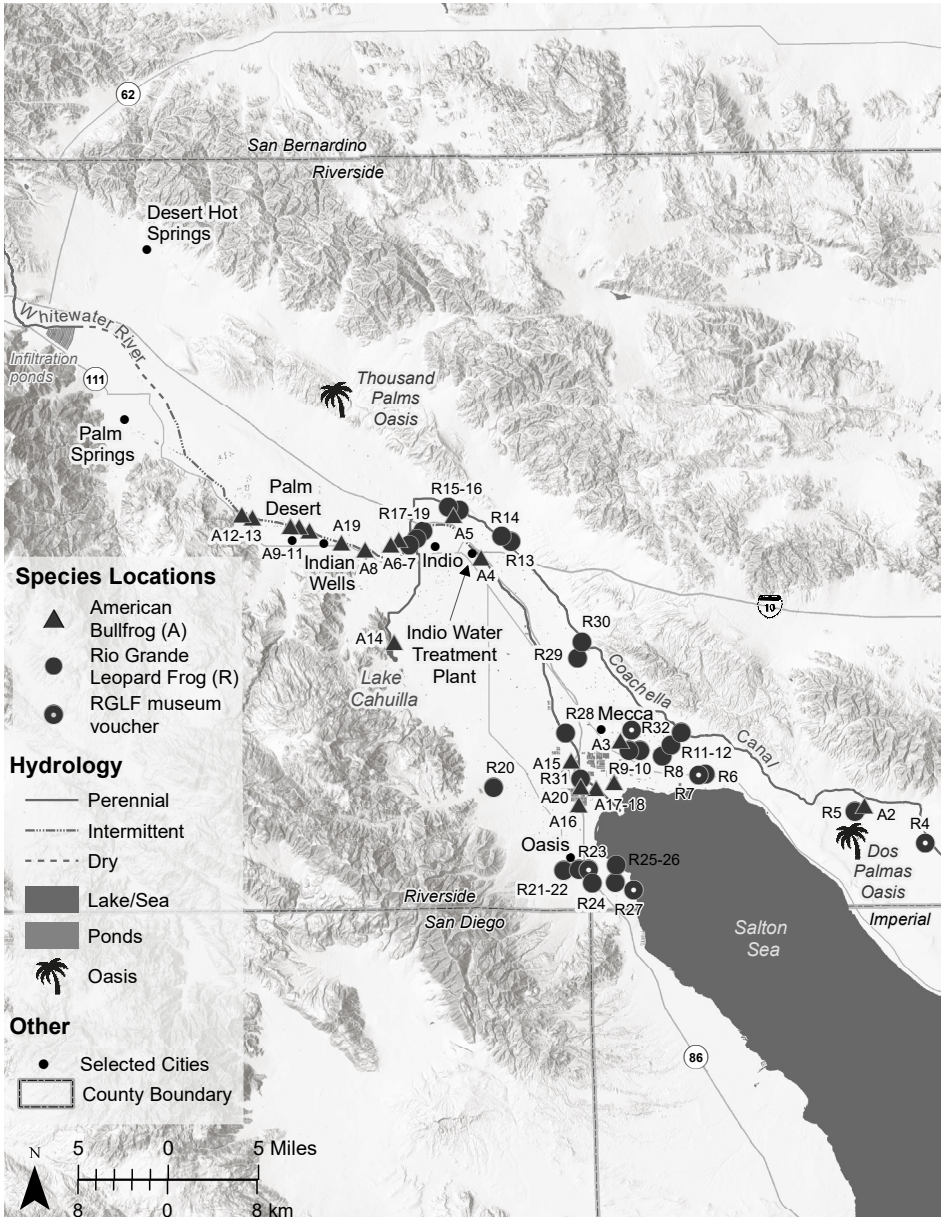 62
San Bernardino
Riverside
Desert Hot
Springs
Whitewater River
Infiltration
ponds
111
Thousand
Palms
Oasis
Palm
Springs
R15-16
Palm
Desert
R17-19
R14
A12-13
A19
A5
A9-11
Indian
Wells
A8
A6-7
Indio
A4
R13
Species Locations
American
Bullfrog (A)
Rio Grande
Leopard Frog (R)
RGLF museum
voucher
10
A14
Indio Water
Treatment
Plant
Lake
Cahuilla
R30
R29
Coachella
Canal
R28
Mecca
R32
A3
R11-12
A15
R9-10
R8
R6
R7
R31
R20
A20
A17-18
A16
R5
A2
R4
Dos
Palmas
Oasis
Oasis
R23
R25-26
R21-22
R24
R27
Riverside
San Diego
Imperial
Salton
Sea
Hydrology
Perennial
Intermittent
Dry
Lake/Sea
Ponds
Oasis
Other
Selected Cities
County Boundary
86
N
5 0 5 Miles
8 0 8 km